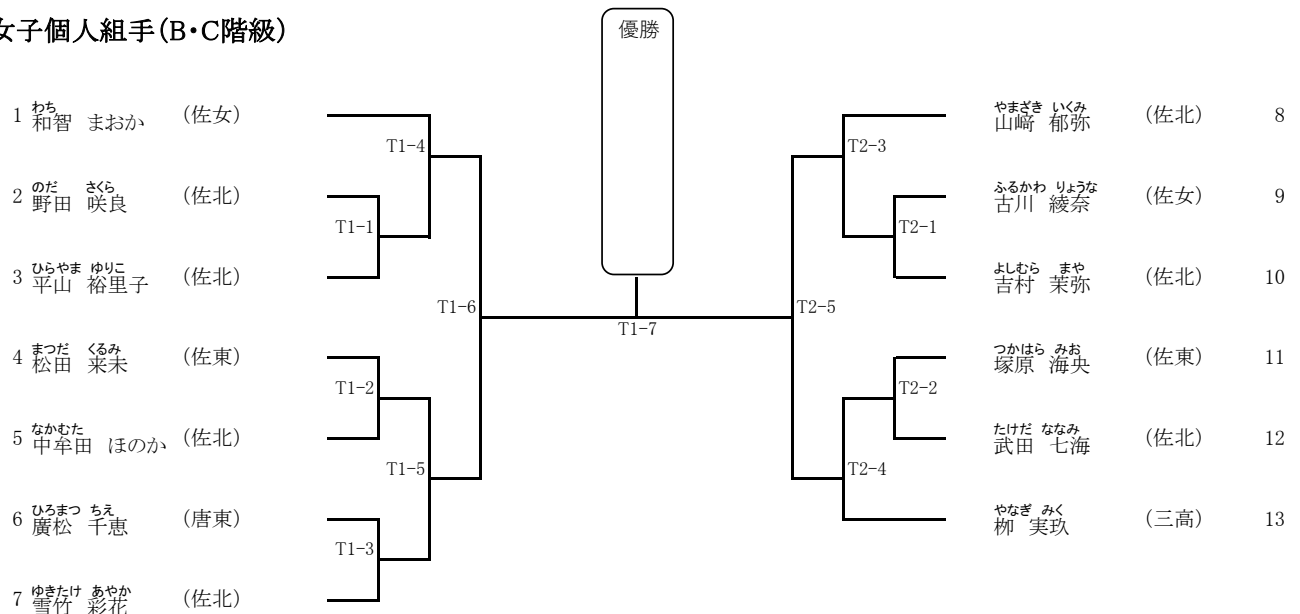 女子個人組手(B・C階級)
優勝
1 わち
和智 まおか (佐女)
T1-4
2 のだ さくら
野田 咲良 (佐北)
T1-1
3 ひらやま ゆりこ
平山 裕里子 (佐北)
T1-6
4 まつだ くるみ
松田 来未 (佐東)
T1-2
5 なかむた
中牟田 ほのか (佐北)
T1-5
6 ひろまつ ちえ
廣松 千恵 (唐東)
T1-3
7 ゆきたけ あやか
雪竹 彩花 (佐北)
T1-7
やまざき いくみ
山﨑 郁弥 (佐北) 8
T2-3
ふるかわ りょうな
古川 綾奈 (佐女) 9
T2-1
よしむら まや
吉村 茉弥 (佐北) 10
T2-5
つかはら みお
塚原 海央 (佐東) 11
T2-2
たけだ ななみ
武田 七海 (佐北) 12
T2-4
やなぎ みく
栁 実玖 (三高) 13